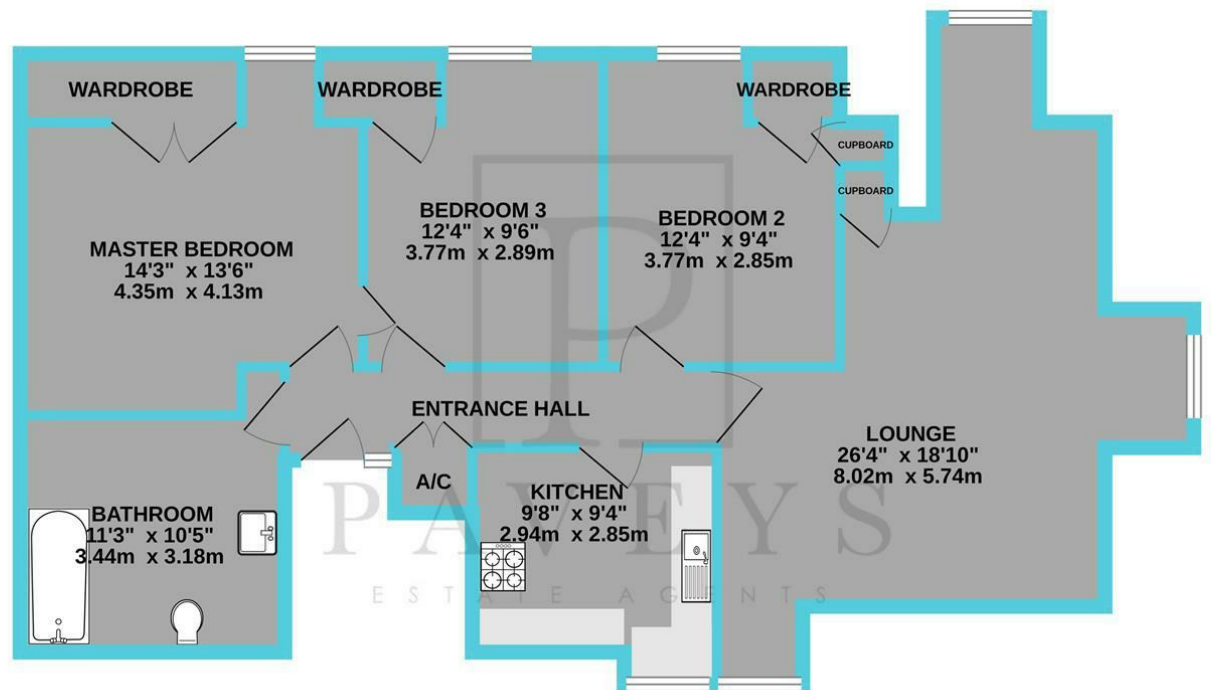 WARDROBE
WARDROBE
WARDROBE
CUPBOARD
CUPBOARD
MASTER BEDROOM
14'3" x 13'6"
4.35m x 4.13m
BEDROOM 3
12'4" x 9'6"
3.77m x 2.89m
BEDROOM 2
12'4" x 9'4"
3.77m x 2.85m
ENTRANCE HALL
LOUNGE
26'4" x 18'10"
8.02m x 5.74m
A/C
KITCHEN
9'8" x 9'4"
2.94m x 2.85m
BATHROOM
11'3" x 10'5"
3.44m x 3.18m
P
PAVEYS
ESTATE AGENTS